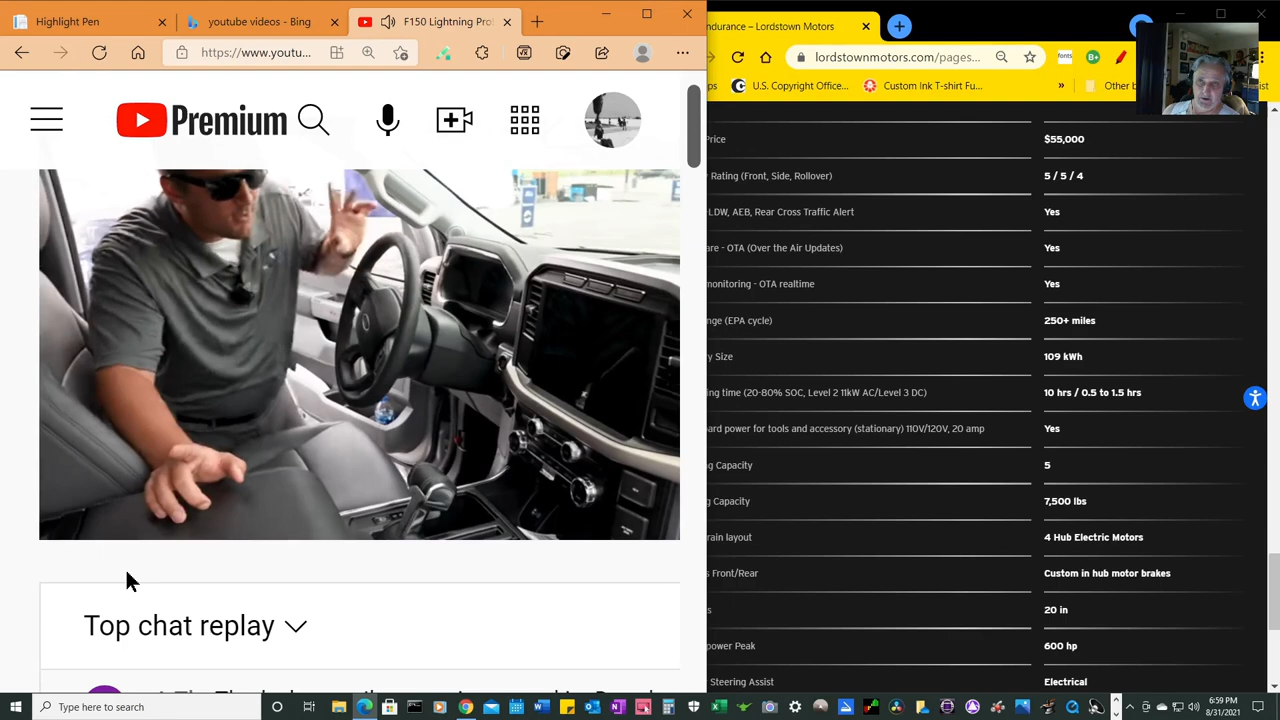 Highlight Pen
youtube videos - Bing
F150 Lightning Pro
https://www.youtu...
Premium
Top chat replay
Type here to search
ndurance – Lordstown Motors
lordstownmotors.com/pages...
fonts
B+
ps
U.S. Copyright Office...
Custom Ink T-shirt Fu...
»
Other b
ist
Price $55,000
Rating (Front, Side, Rollover) 5 / 5 / 4
LDW, AEB, Rear Cross Traffic Alert Yes
are - OTA (Over the Air Updates) Yes
monitoring - OTA realtime Yes
nge (EPA cycle) 250+ miles
y Size 109 kWh
ing time (20-80% SOC, Level 2 11kW AC/Level 3 DC) 10 hrs / 0.5 to 1.5 hrs
ard power for tools and accessory (stationary) 110V/120V, 20 amp Yes
g Capacity 5
g Capacity 7,500 lbs
rain layout 4 Hub Electric Motors
s Front/Rear Custom in hub motor brakes
s 20 in
power Peak 600 hp
Steering Assist Electrical
6:59 PM
8/31/2021